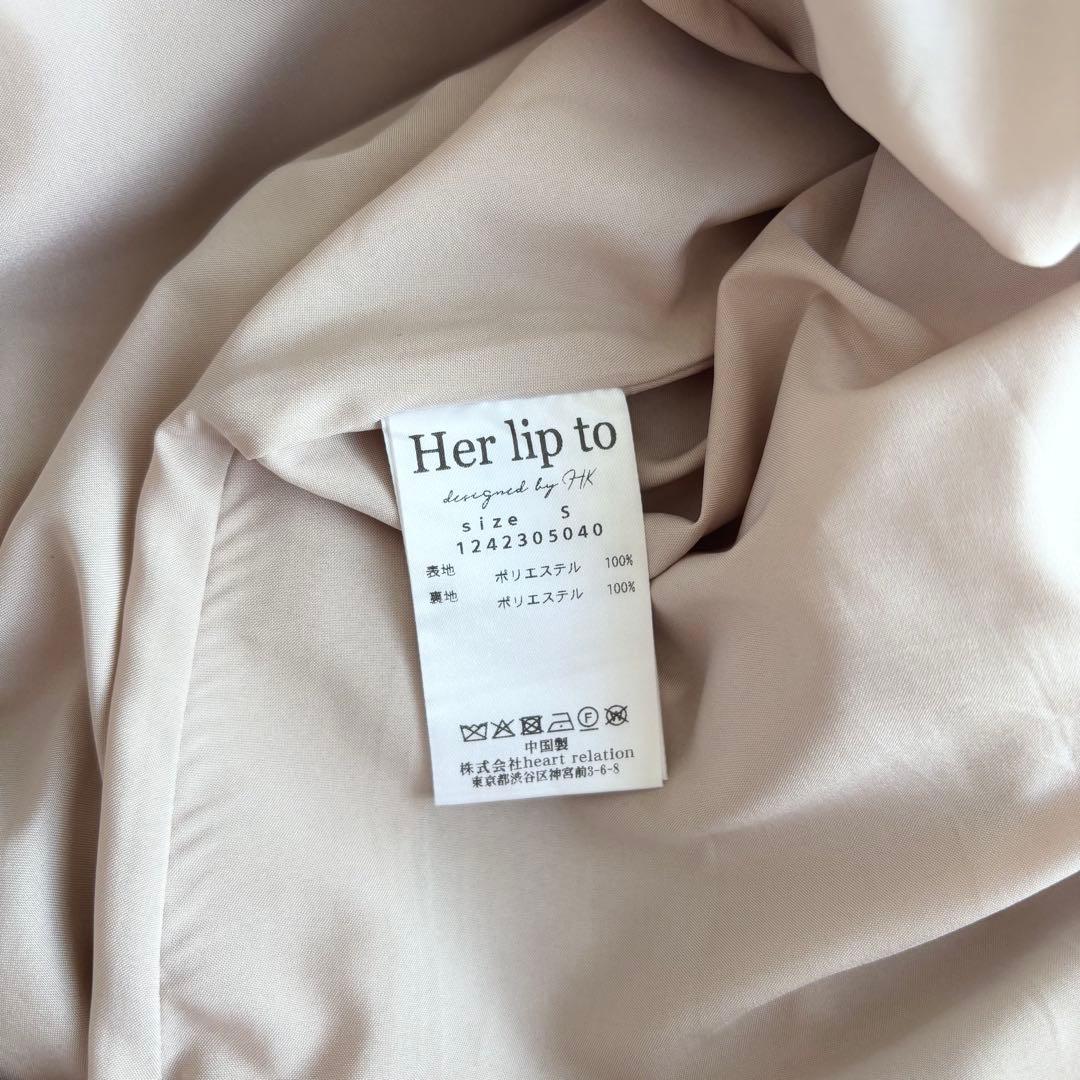 Her lip to
designed by HK
size S
1242305040
表地 ポリエステル 100%
裏地 ポリエステル 100%
F W
中国製
株式会社heart relation
東京都渋谷区神宮前3-6-8